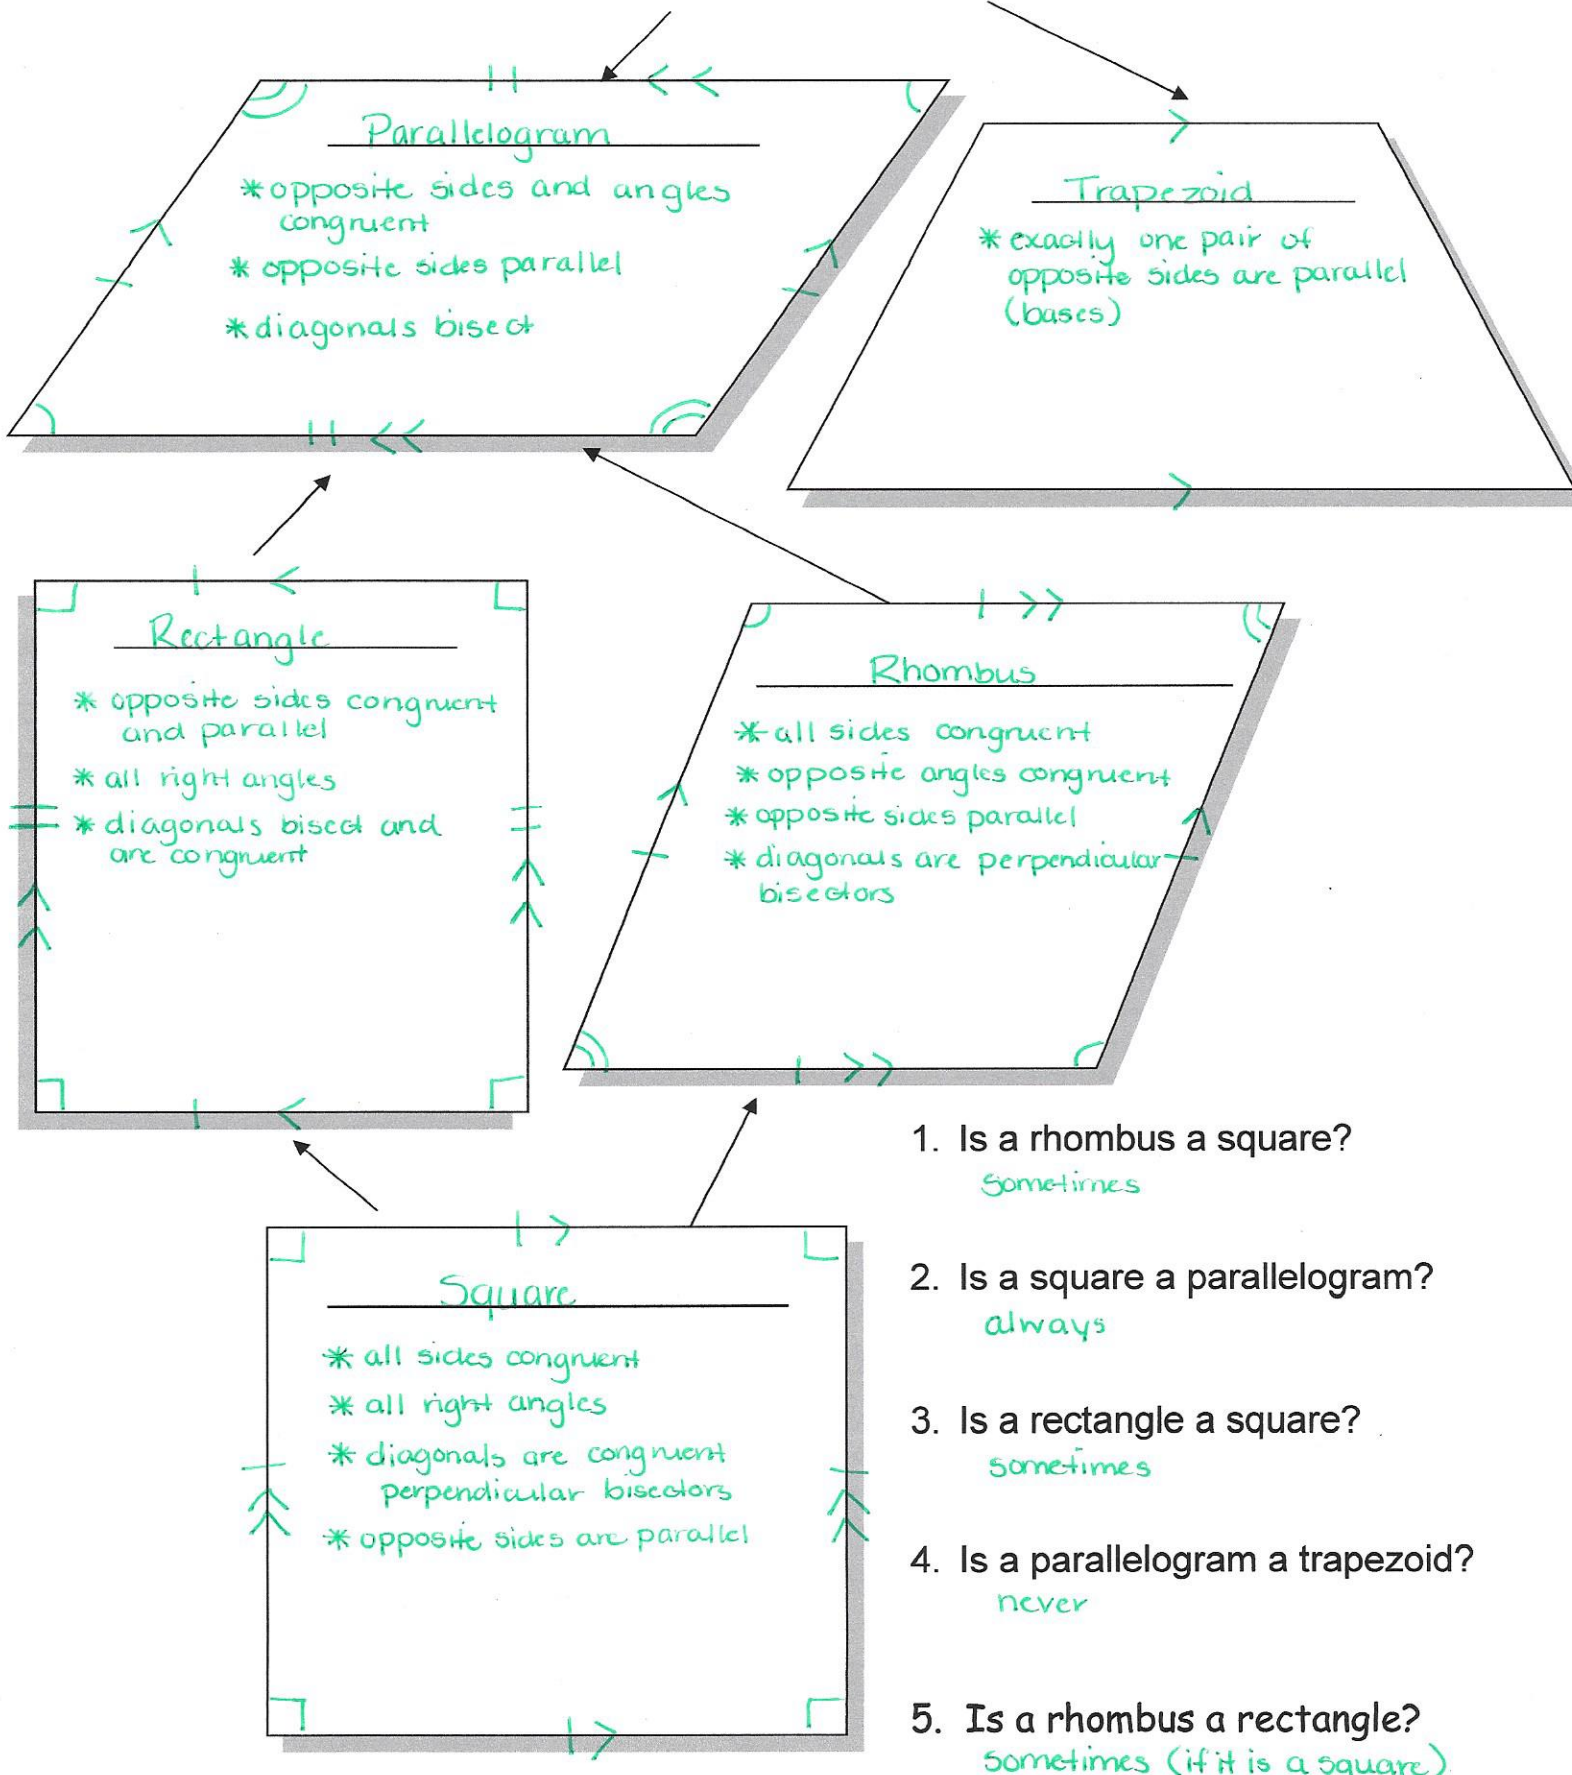 Parallelogram
*opposite sides and angles
congruent
*opposite sides parallel
*diagonals bisect
Trapezoid
*exactly one pair of
opposite sides are parallel
(bases)
Rectangle
* opposite sides congruent
and parallel
* all right angles
* diagonals bisect and
are congruent
Rhombus
*all sides congruent
*opposite angles congruent
*opposite sides parallel
*diagonals are perpendicular
bisectors
Square
* all sides congruent
* all right angles
* diagonals are congruent
perpendicular bisectors
* opposite sides are parallel
1. Is a rhombus a square?
sometimes
2. Is a square a parallelogram?
always
3. Is a rectangle a square?
sometimes
4. Is a parallelogram a trapezoid?
never
5. Is a rhombus a rectangle?
sometimes (if it is a square)